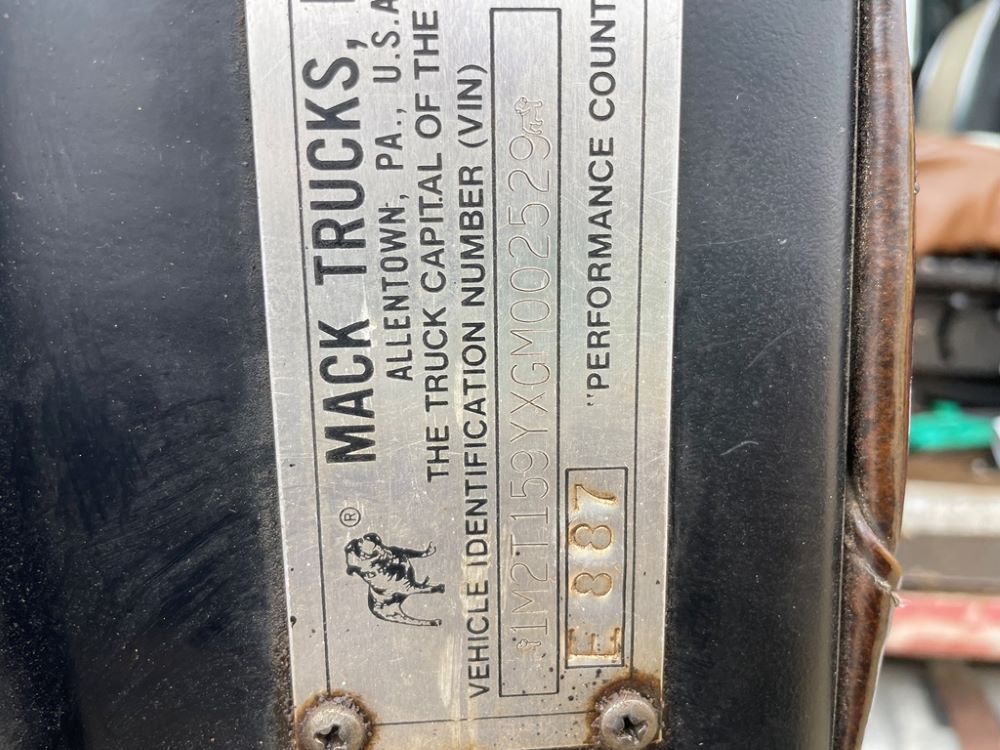 MACK TRUCKS,
ALLENTOWN, PA., U.S.A
THE TRUCK CAPITAL OF THE
VEHICLE IDENTIFICATION NUMBER (VIN)
1M2T159YXGM002529
E 887
"PERFORMANCE COUNT
®